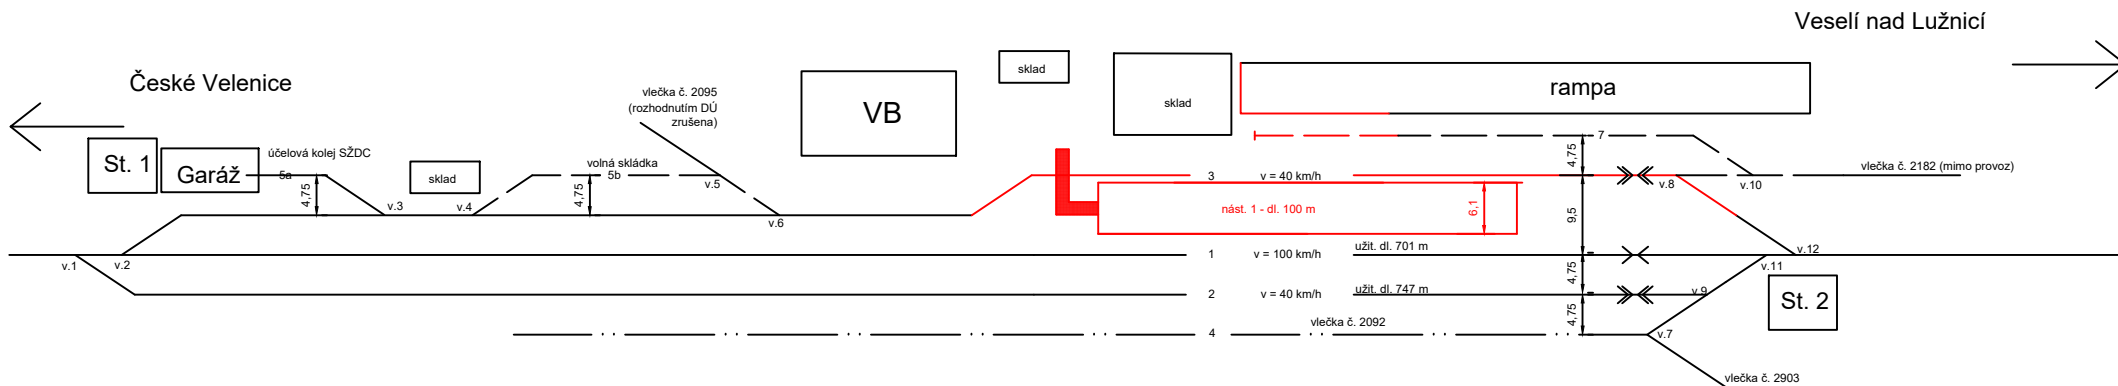 Veselí nad Lužnicí
České Velenice
St. 1
Garáž
účelová kolej SŽDC
5a
4,75
v.3
sklad
v.4
volná skládka
5b
4,75
vlečka č. 2095
(rozhodnutím DÚ
zrušena)
v.5
v.6
VB
sklad
sklad
rampa
7
4,75
3
v = 40 km/h
v.8
v.10
vlečka č. 2182 (mimo provoz)
nást. 1 - dl. 100 m
6,1
9,5
v.1
v.2
1
v = 100 km/h
užit. dl. 701 m
v.12
v.11
4,75
2
v = 40 km/h
užit. dl. 747 m
v.9
St. 2
4,75
4
vlečka č. 2092
v.7
vlečka č. 2903